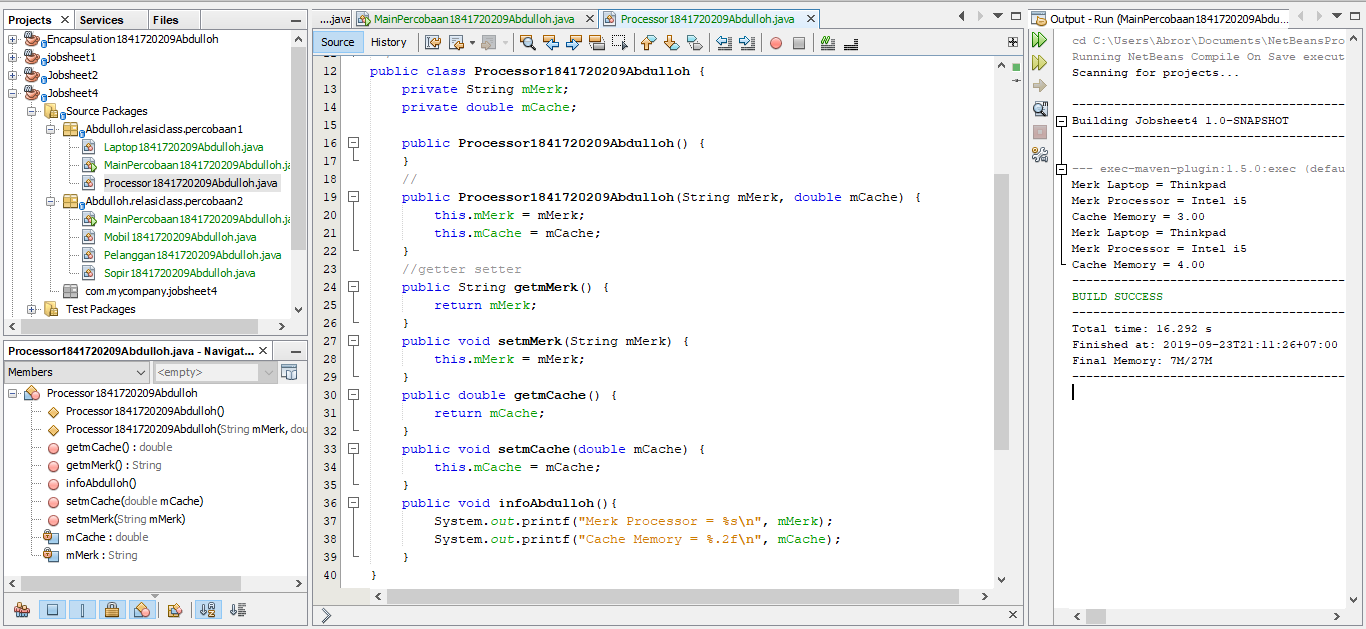 Projects
Services
Files
Encapsulation1841720209Abdulloh
jobsheet1
Jobsheet2
Jobsheet4
Source Packages
Abdulloh.relasiclass.percobaan1
Laptop1841720209Abdulloh.java
MainPercobaan1841720209Abdulloh.ja
Processor1841720209Abdulloh.java
Abdulloh.relasiclass.percobaan2
MainPercobaan1841720209Abdulloh.ja
Mobil1841720209Abdulloh.java
Pelanggan1841720209Abdulloh.java
Sopir1841720209Abdulloh.java
com.mycompany.jobsheet4
Test Packages
Processor1841720209Abdulloh.java - Navigat...
Members
<empty>
Processor1841720209Abdulloh
Processor1841720209Abdulloh()
Processor1841720209Abdulloh(String mMerk, dou
getmCache() : double
getmMerk() : String
infoAbdulloh()
setmCache(double mCache)
setmMerk(String mMerk)
mCache : double
mMerk : String
....java
MainPercobaan1841720209Abdulloh.java
Processor1841720209Abdulloh.java
Source
History
12 public class Processor1841720209Abdulloh {
13 private String mMerk;
14 private double mCache;
15
16 public Processor1841720209Abdulloh() {
17 }
18 //
19 public Processor1841720209Abdulloh(String mMerk, double mCache) {
20 this.mMerk = mMerk;
21 this.mCache = mCache;
22 }
23 //getter setter
24 public String getmMerk() {
25 return mMerk;
26 }
27 public void setmMerk(String mMerk) {
28 this.mMerk = mMerk;
29 }
30 public double getmCache() {
31 return mCache;
32 }
33 public void setmCache(double mCache) {
34 this.mCache = mCache;
35 }
36 public void infoAbdulloh(){
37 System.out.printf("Merk Processor = %s\n", mMerk);
38 System.out.printf("Cache Memory = %.2f\n", mCache);
39 }
40 }
Output - Run (MainPercobaan1841720209Abdu...
cd C:\Users\Abror\Documents\NetBeansPro
Running NetBeans Compile On Save execut
Scanning for projects...
------------------------------------
Building Jobsheet4 1.0-SNAPSHOT
------------------------------------
--- exec-maven-plugin:1.5.0:exec (defau
Merk Laptop = Thinkpad
Merk Processor = Intel i5
Cache Memory = 3.00
Merk Laptop = Thinkpad
Merk Processor = Intel i5
Cache Memory = 4.00
------------------------------------
BUILD SUCCESS
------------------------------------
Total time: 16.292 s
Finished at: 2019-09-23T21:11:26+07:00
Final Memory: 7M/27M
------------------------------------